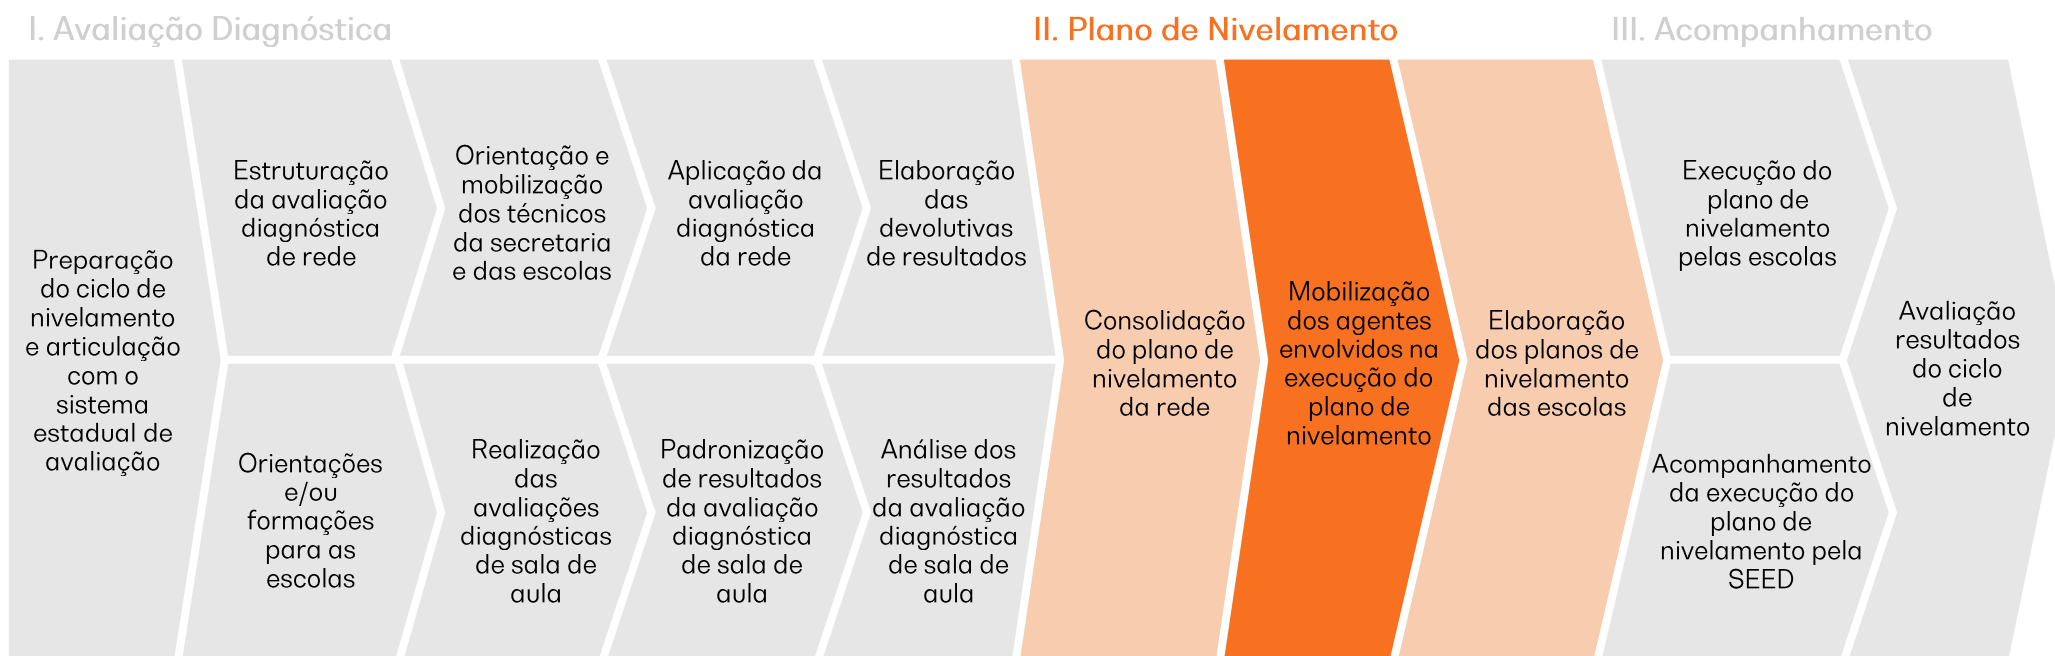 I. Avaliação Diagnóstica
II. Plano de Nivelamento
III. Acompanhamento
Preparação
do ciclo de
nivelamento
e articulação
com o
sistema
estadual de
avaliação
Estruturação
da avaliação
diagnóstica
de rede
Orientação e
mobilização
dos técnicos
da secretaria
e das escolas
Aplicação da
avaliação
diagnóstica
da rede
Elaboração
das
devolutivas
de resultados
Orientações
e/ou
formações
para as
escolas
Realização
das
avaliações
diagnósticas
de sala de
aula
Padronização
de resultados
da avaliação
diagnóstica
de sala de
aula
Análise dos
resultados
da avaliação
diagnóstica
de sala de
aula
Consolidação
do plano de
nivelamento
da rede
Mobilização
dos agentes
envolvidos na
execução do
plano de
nivelamento
Elaboração
dos planos de
nivelamento
das escolas
Execução do
plano de
nivelamento
pelas escolas
Acompanhamento
da execução do
plano de
nivelamento pela
SEED
Avaliação
resultados
do ciclo
de
nivelamento